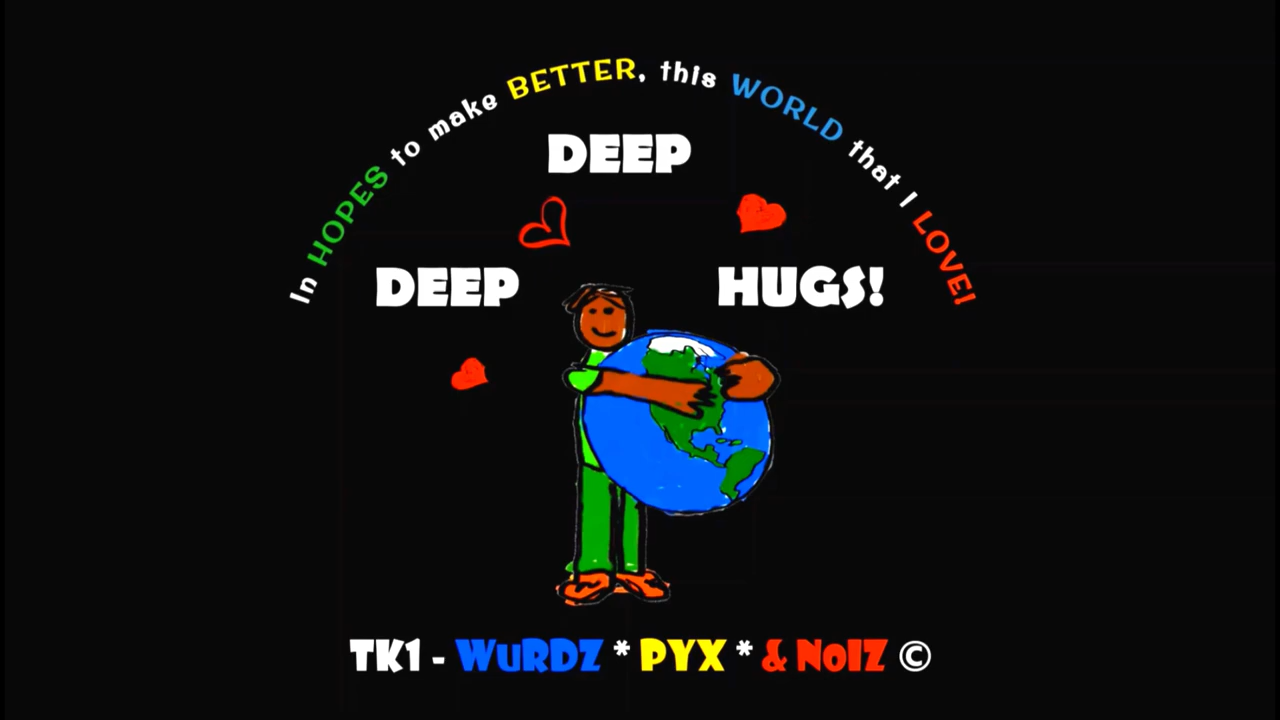 In HOPES to make BETTER, this WORLD that I LOVE!
DEEP
DEEP HUGS!
TK1 - WuRDZ * PYX * & NoIZ ©